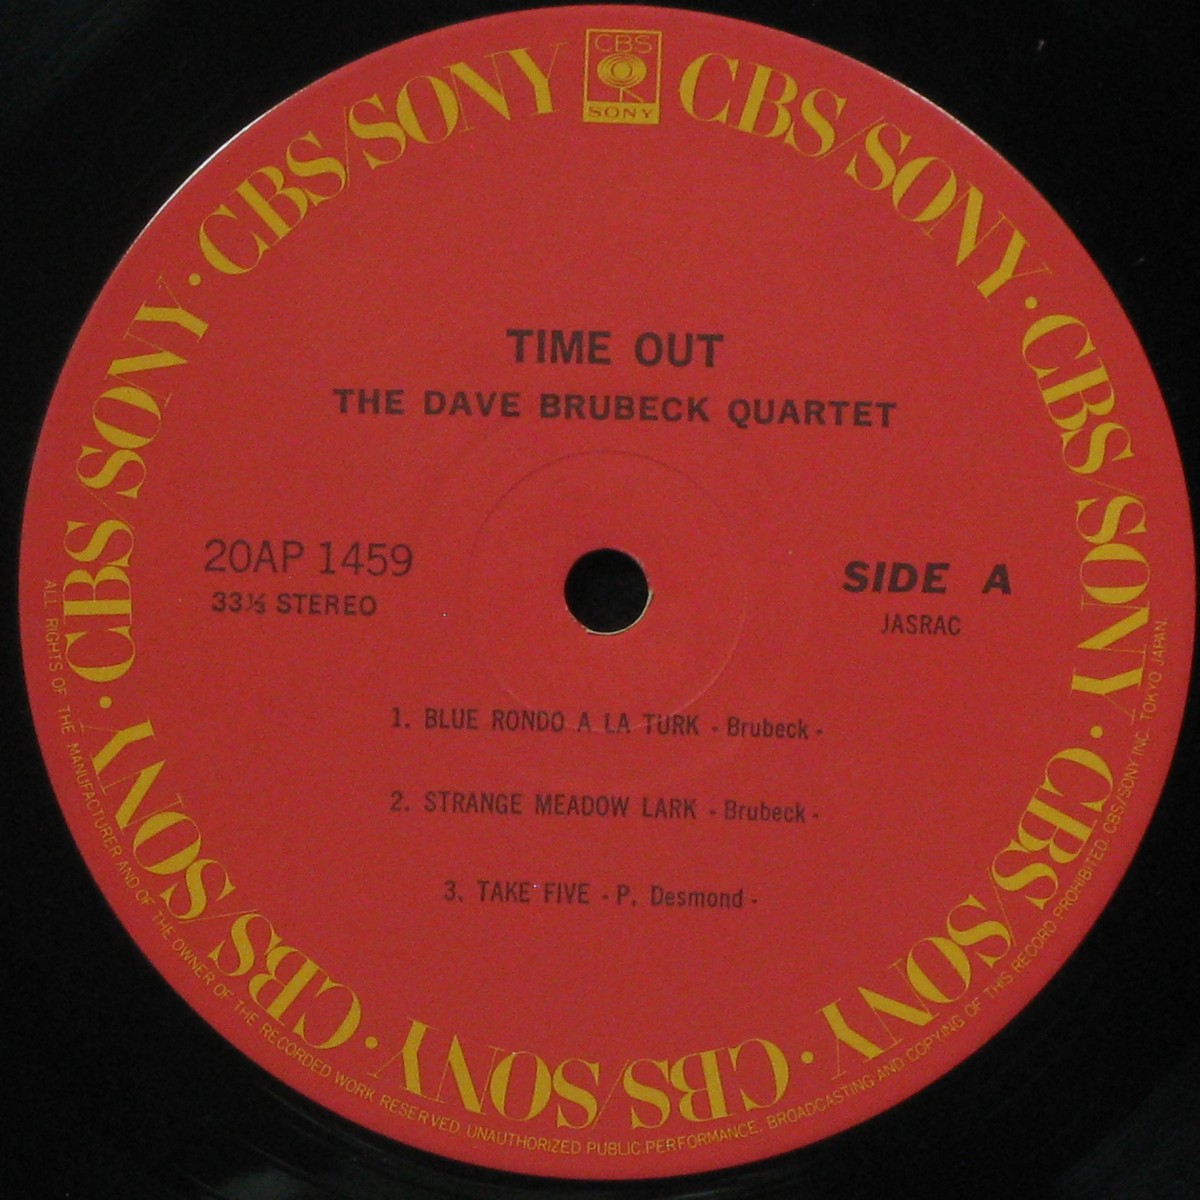 CBS
SONY
CBS/SONY · CBS/SONY · CBS/SONY · CBS/SONY · CBS/SONY · CBS/SONY · CBS/SONY · CBS/SONY
TIME OUT
THE DAVE BRUBECK QUARTET
20AP 1459
33⅓ STEREO
SIDE A
JASRAC
1. BLUE RONDO A LA TURK - Brubeck -
2. STRANGE MEADOW LARK - Brubeck -
3. TAKE FIVE - P. Desmond -
ALL RIGHTS OF THE MANUFACTURER AND OF THE OWNER OF THE RECORDED WORK RESERVED. UNAUTHORIZED PUBLIC PERFORMANCE, BROADCASTING AND COPYING OF THIS RECORD PROHIBITED. CBS/SONY INC. TOKYO JAPAN.